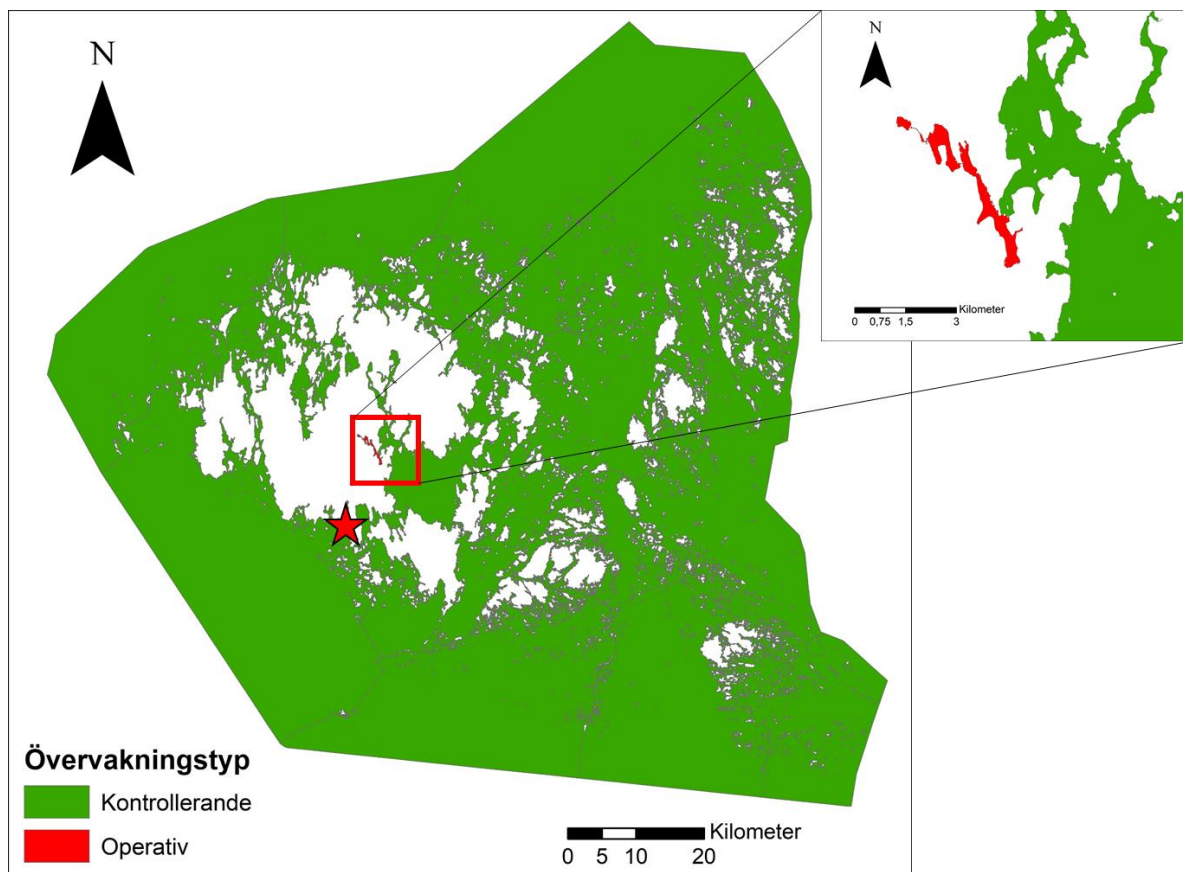 N
Övervakningstyp
Kontrollerande
Operativ
Kilometer
0 5 10 20
N
Kilometer
0 0,75 1,5 3